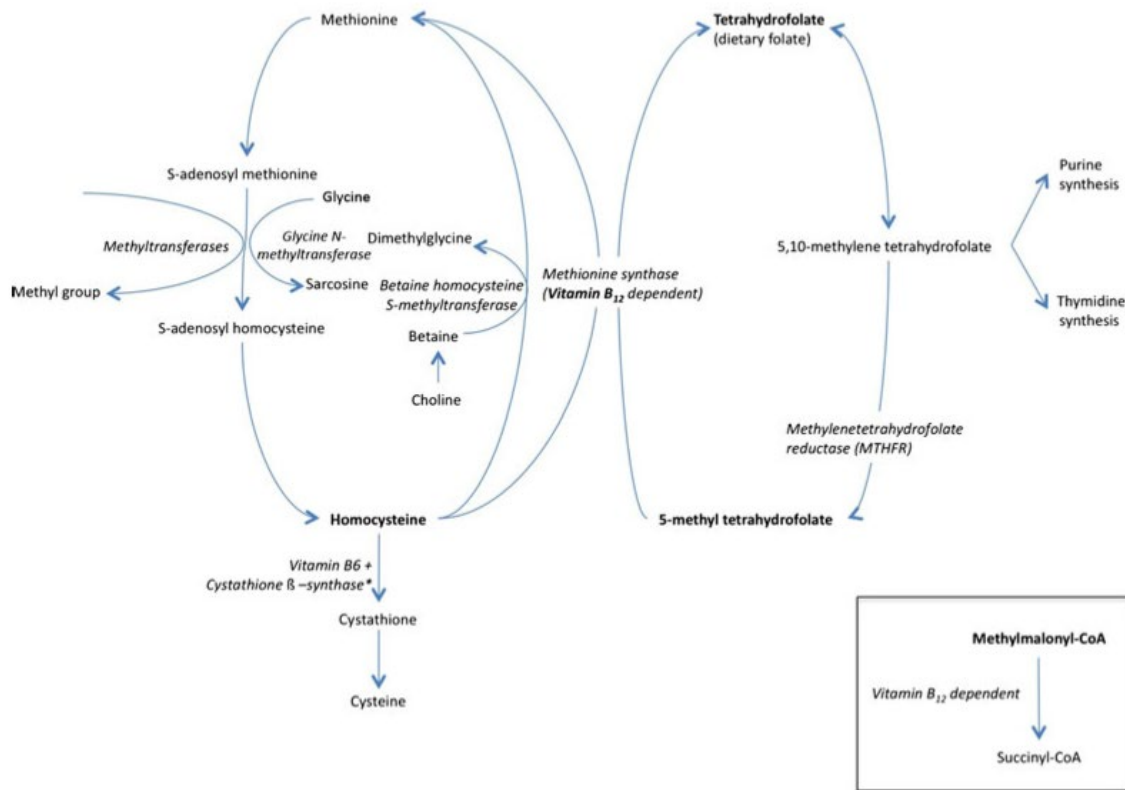 Methionine
Tetrahydrofolate
(dietary folate)
S-adenosyl methionine
Glycine
Methyltransferases
Glycine N-
methyltransferase
Dimethylglycine
Sarcosine
Methyl group
Betaine homocysteine
S-methyltransferase
Methionine synthase
(Vitamin B12 dependent)
5,10-methylene tetrahydrofolate
Purine
synthesis
Thymidine
synthesis
S-adenosyl homocysteine
Betaine
Choline
Methylenetetrahydrofolate
reductase (MTHFR)
Homocysteine
5-methyl tetrahydrofolate
Vitamin B6 +
Cystathione ß –synthase*
Cystathione
Cysteine
Methylmalonyl-CoA
Vitamin B12 dependent
Succinyl-CoA